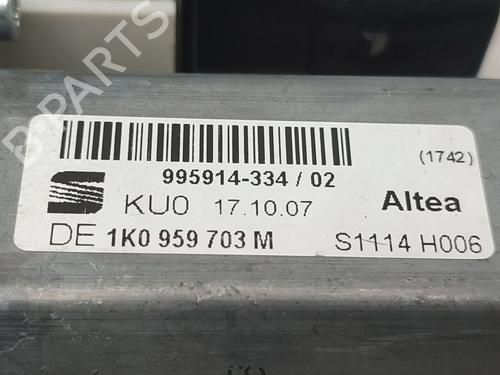 B-PARTS
(1742)
995914-334 / 02
KU0 17.10.07 Altea
DE 1K0 959 703 M S1114 H006